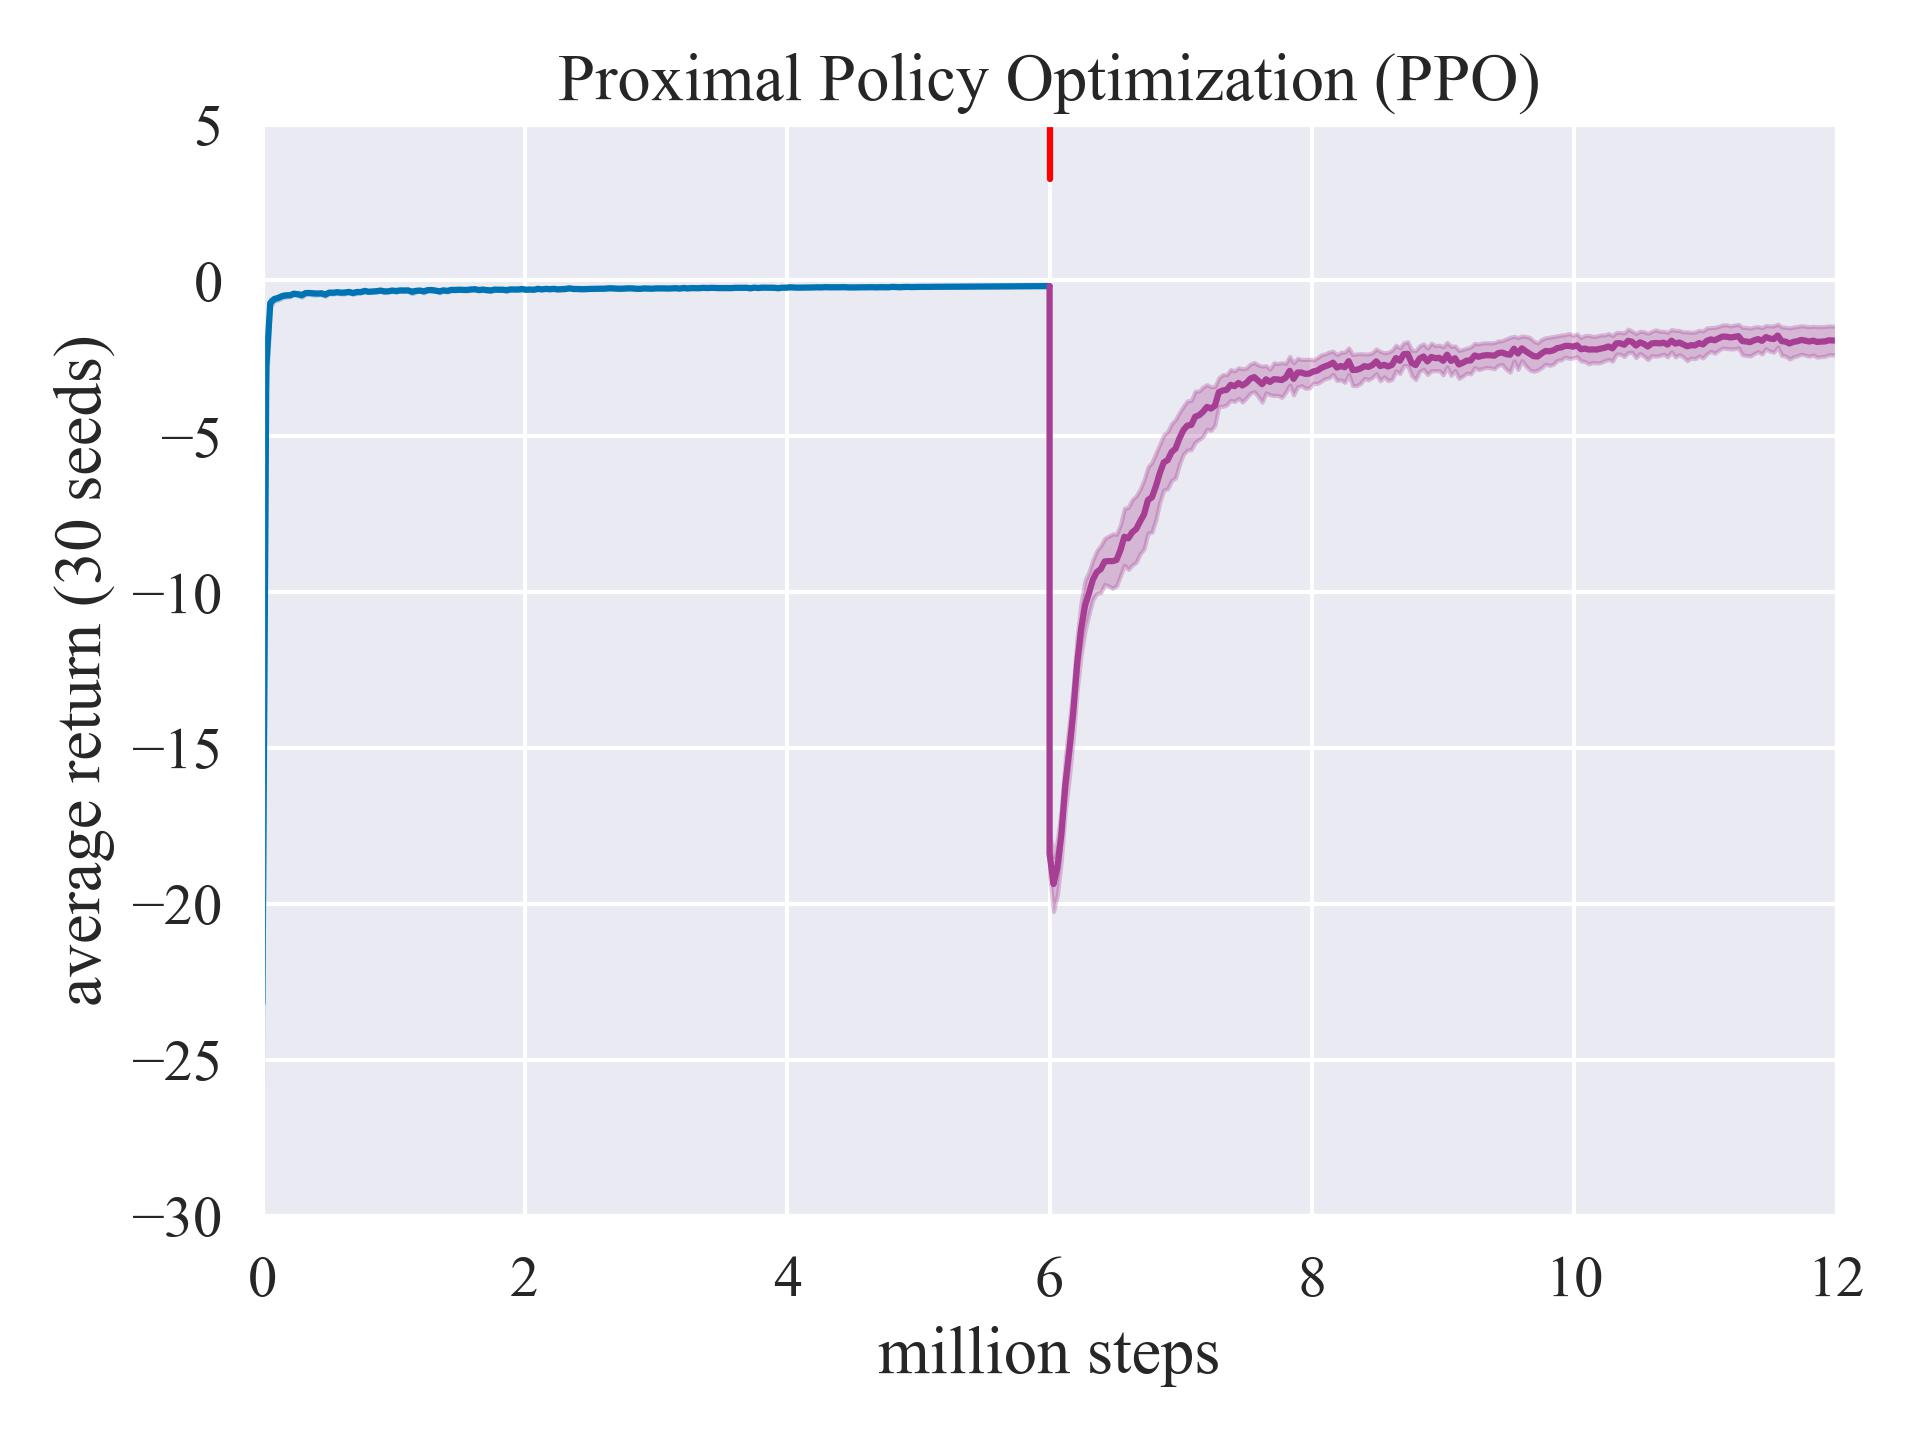 Proximal Policy Optimization (PPO)
5
0
−5
−10
−15
−20
−25
−30
average return (30 seeds)
0 2 4 6 8 10 12
million steps